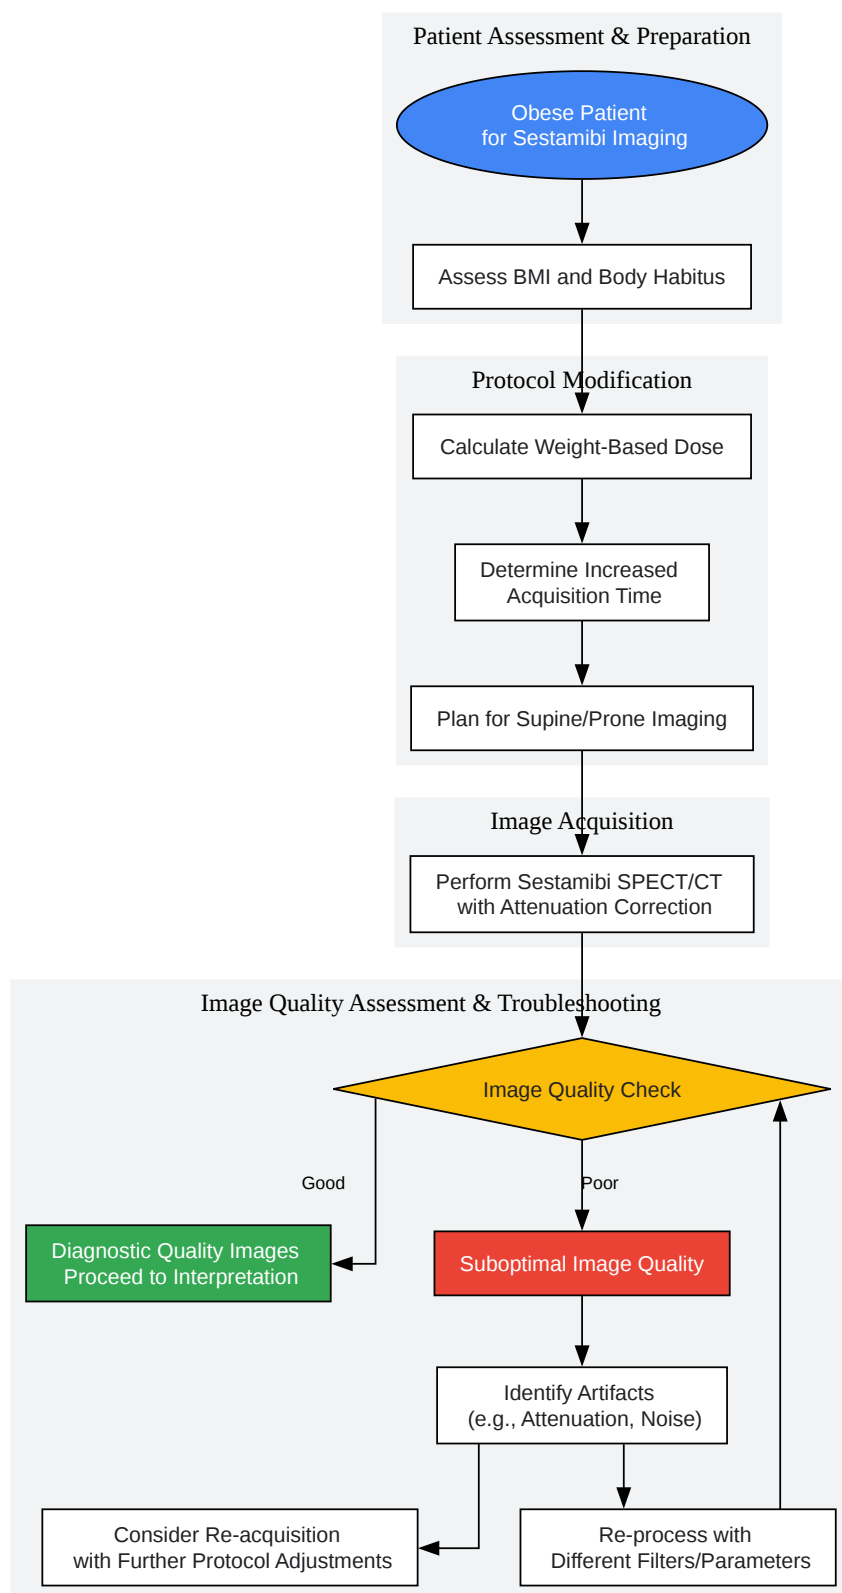 Patient Assessment & Preparation
Obese Patient
for Sestamibi Imaging
Assess BMI and Body Habitus
Protocol Modification
Calculate Weight-Based Dose
Determine Increased
Acquisition Time
Plan for Supine/Prone Imaging
Image Acquisition
Perform Sestamibi SPECT/CT
with Attenuation Correction
Image Quality Assessment & Troubleshooting
Image Quality Check
Good
Poor
Diagnostic Quality Images
Proceed to Interpretation
Suboptimal Image Quality
Identify Artifacts
(e.g., Attenuation, Noise)
Consider Re-acquisition
with Further Protocol Adjustments
Re-process with
Different Filters/Parameters